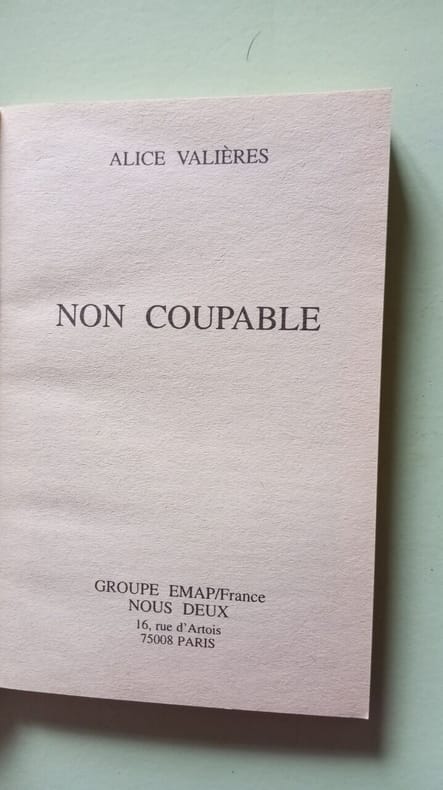 ALICE VALIÈRES
NON COUPABLE
GROUPE EMAP/France
NOUS DEUX
16, rue d'Artois
75008 PARIS